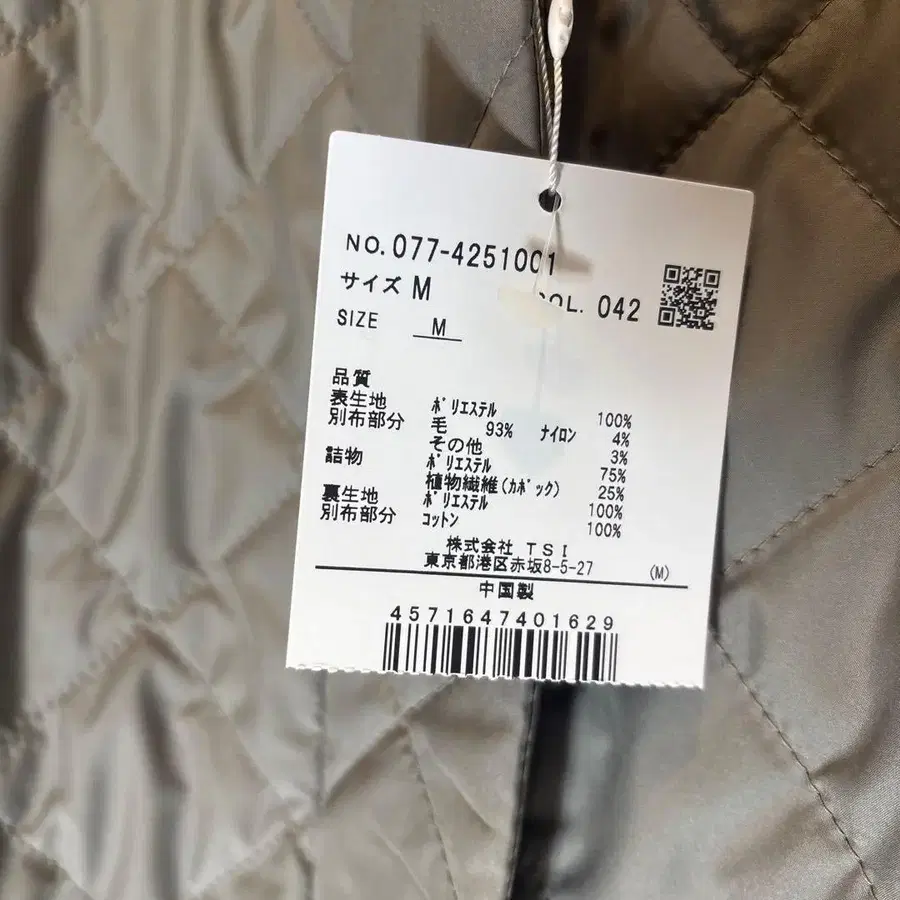 NO. 077-4251001
サイズ M
COL. 042
SIZE M
品質
表生地 ポリエステル 100%
別布部分 毛 93% ナイロン 4%
その他 3%
詰物 ポリエステル 75%
植物繊維(カポック) 25%
裏生地 ポリエステル 100%
別布部分 コットン 100%
株式会社 TSI
東京都港区赤坂8-5-27 (M)
中国製
4571647401629